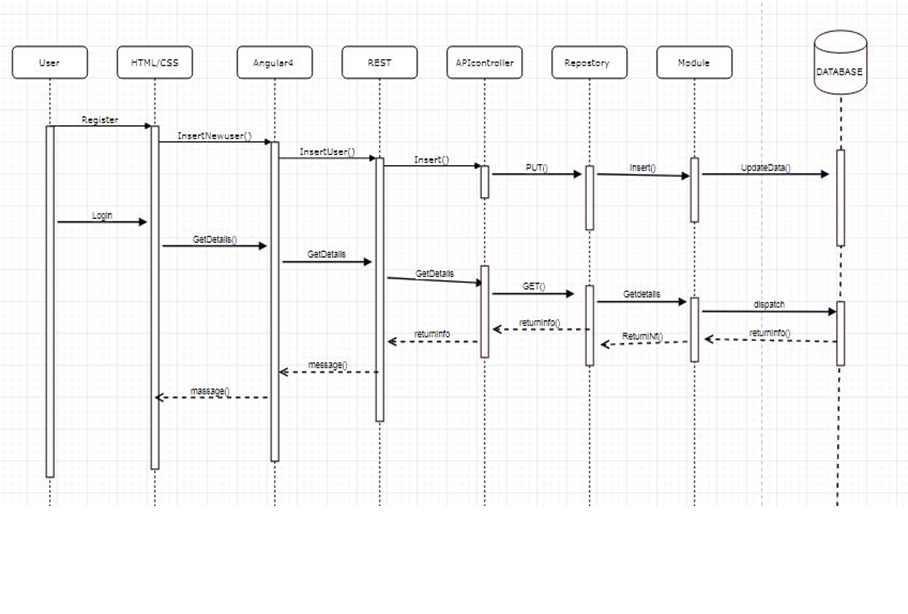 User
HTML/CSS
Angular4
REST
APIcontroller
Repostory
Module
DATABASE
Register
InsertNewuser()
InsertUser()
Insert()
PUT()
Insert()
UpdateData()
Login
GetDetails()
GetDetails
GetDetails
GET()
Getdetails
dispatch
returninfo
returninfo()
ReturnINf()
returninfo()
message()
massage()